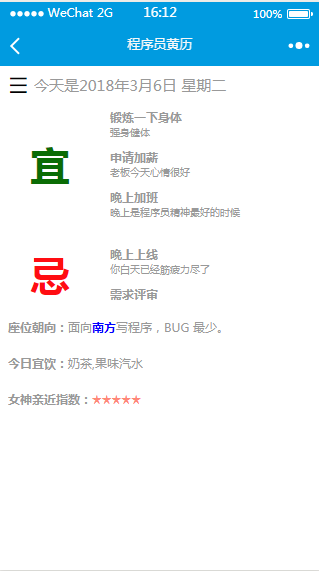 ●●●●● WeChat 2G 16:12 100%
程序员黄历
今天是2018年3月6日 星期二
宜
锻炼一下身体
强身健体
申请加薪
老板今天心情很好
晚上加班
晚上是程序员精神最好的时候
忌
晚上上线
你白天已经筋疲力尽了
需求评审
座位朝向：面向南方写程序，BUG 最少。
今日宜饮：奶茶,果味汽水
女神亲近指数：★★★★★